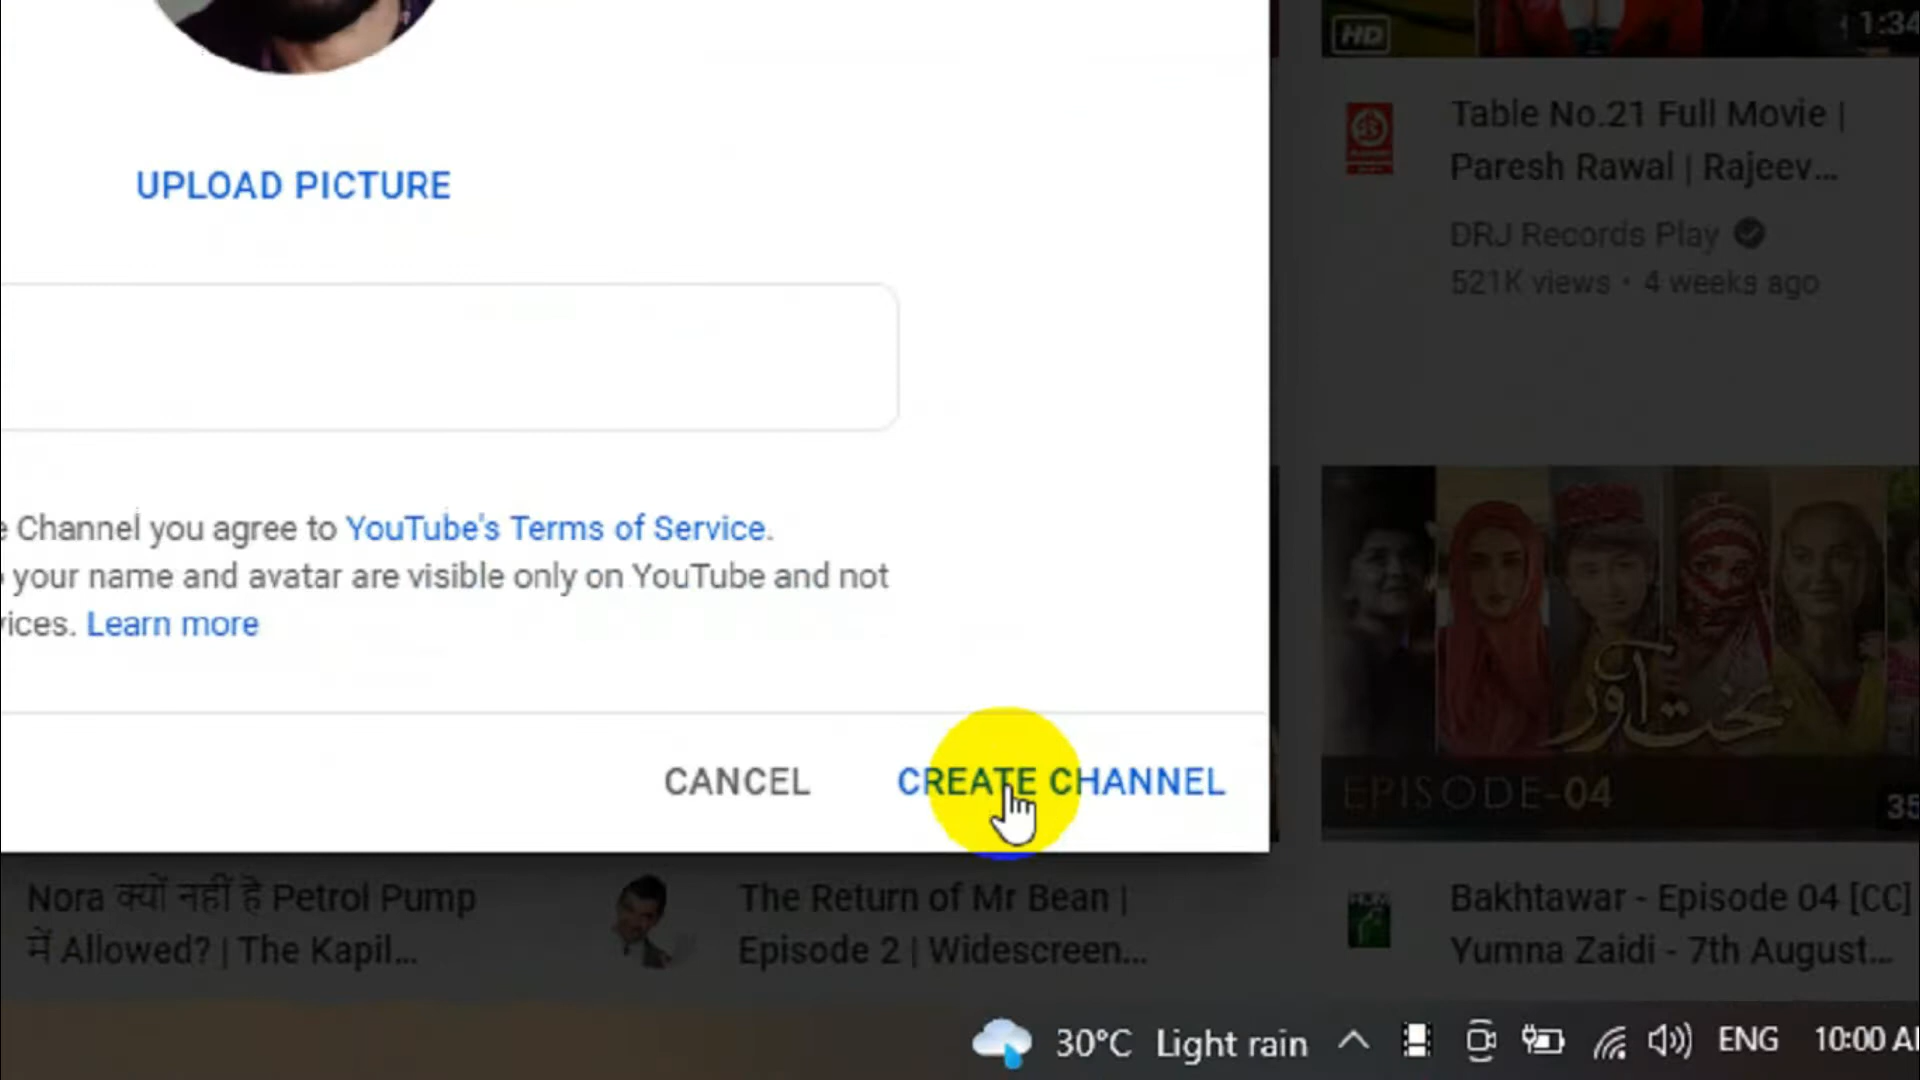 HD
1:34
Table No.21 Full Movie |
Paresh Rawal | Rajeev...
DRJ Records Play
521K views • 4 weeks ago
UPLOAD PICTURE
Channel you agree to YouTube's Terms of Service.
your name and avatar are visible only on YouTube and not
vices. Learn more
CANCEL
CREATE CHANNEL
بخت آور
EPISODE-04
35
Nora क्यों नहीं है Petrol Pump
में Allowed? | The Kapil...
The Return of Mr Bean |
Episode 2 | Widescreen...
Bakhtawar - Episode 04 [CC]
Yumna Zaidi - 7th August...
30°C Light rain
ENG
10:00 A